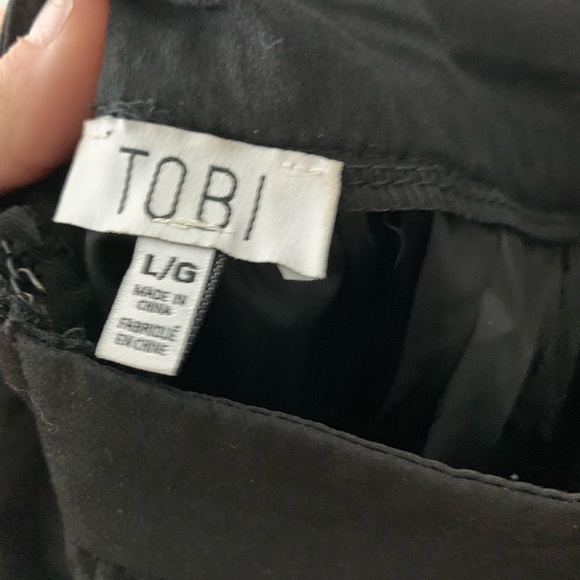 TOBI
L/G
MADE IN
CHINA
FABRIQUÉ
EN CHINE